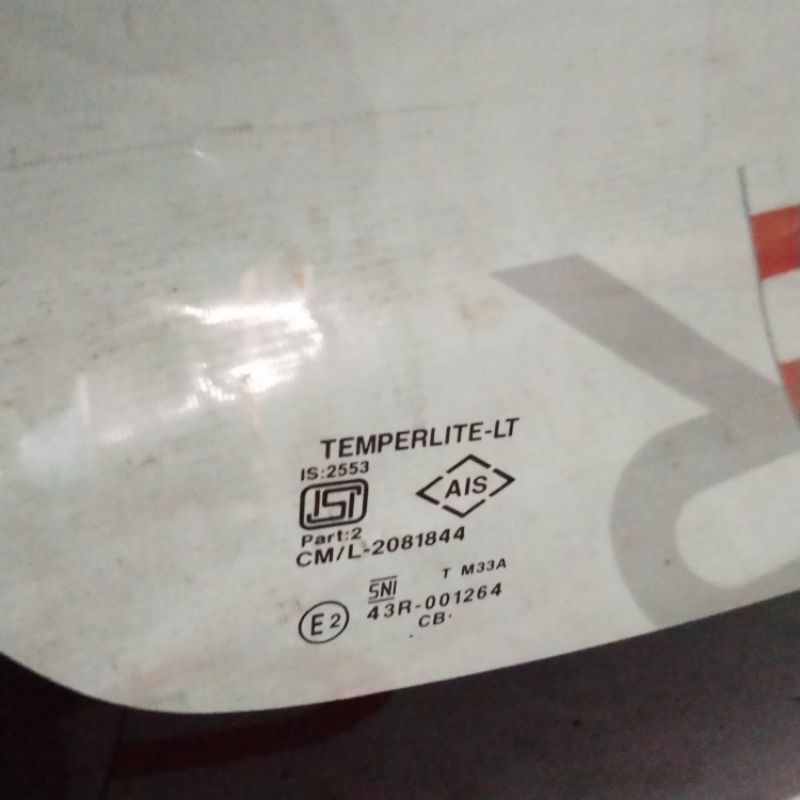 TEMPERLITE-LT
IS:2553
ISI
AIS
Part:2
CM/L-2081844
SNI
T M33A
E2
43R-001264
CB